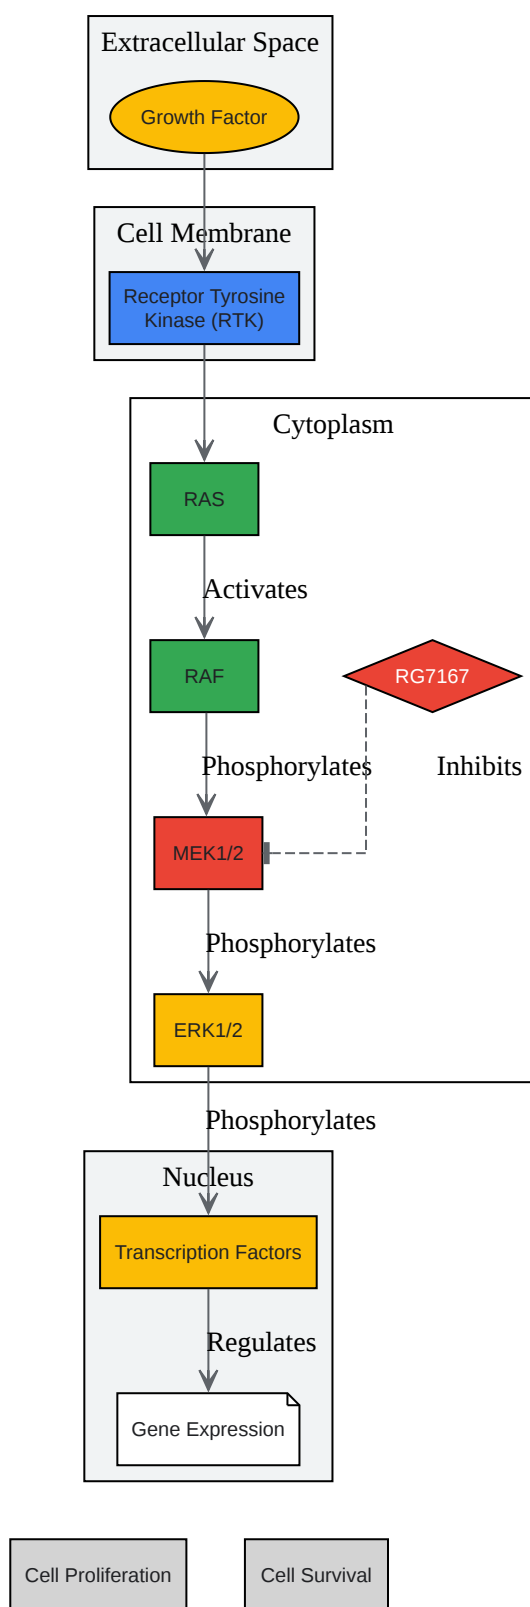 Extracellular Space
Growth Factor
Cell Membrane
Receptor Tyrosine
Kinase (RTK)
Cytoplasm
RAS
Activates
RAF
RG7167
Phosphorylates
Inhibits
MEK1/2
Phosphorylates
ERK1/2
Phosphorylates
Nucleus
Transcription Factors
Regulates
Gene Expression
Cell Proliferation
Cell Survival